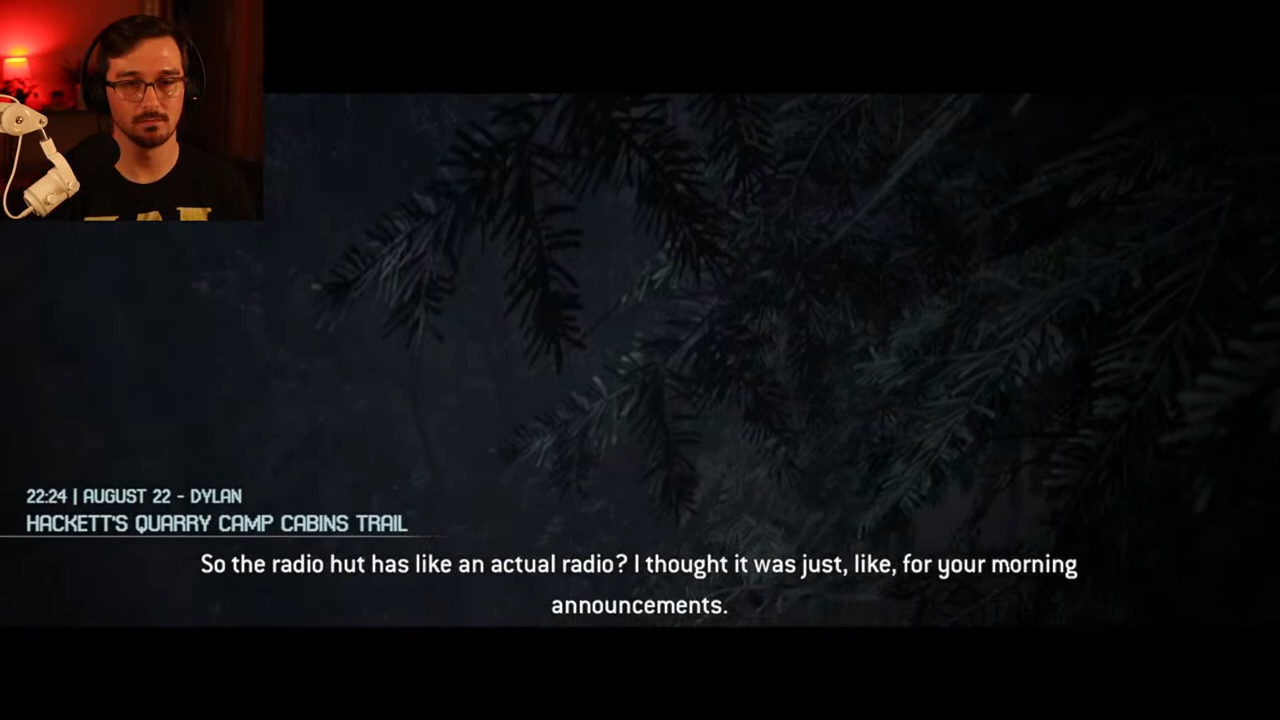 22:24 | AUGUST 22 - DYLAN
HACKETT'S QUARRY CAMP CABINS TRAIL
So the radio hut has like an actual radio? I thought it was just, like, for your morning
announcements.